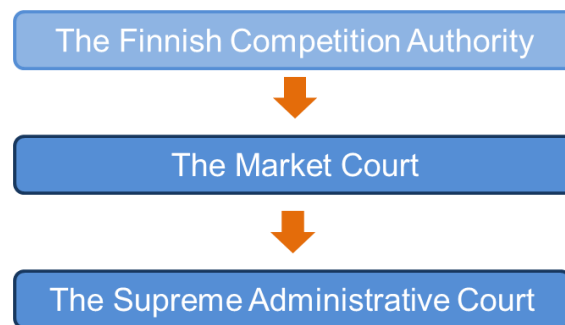 The Finnish Competition Authority
The Market Court
The Supreme Administrative Court